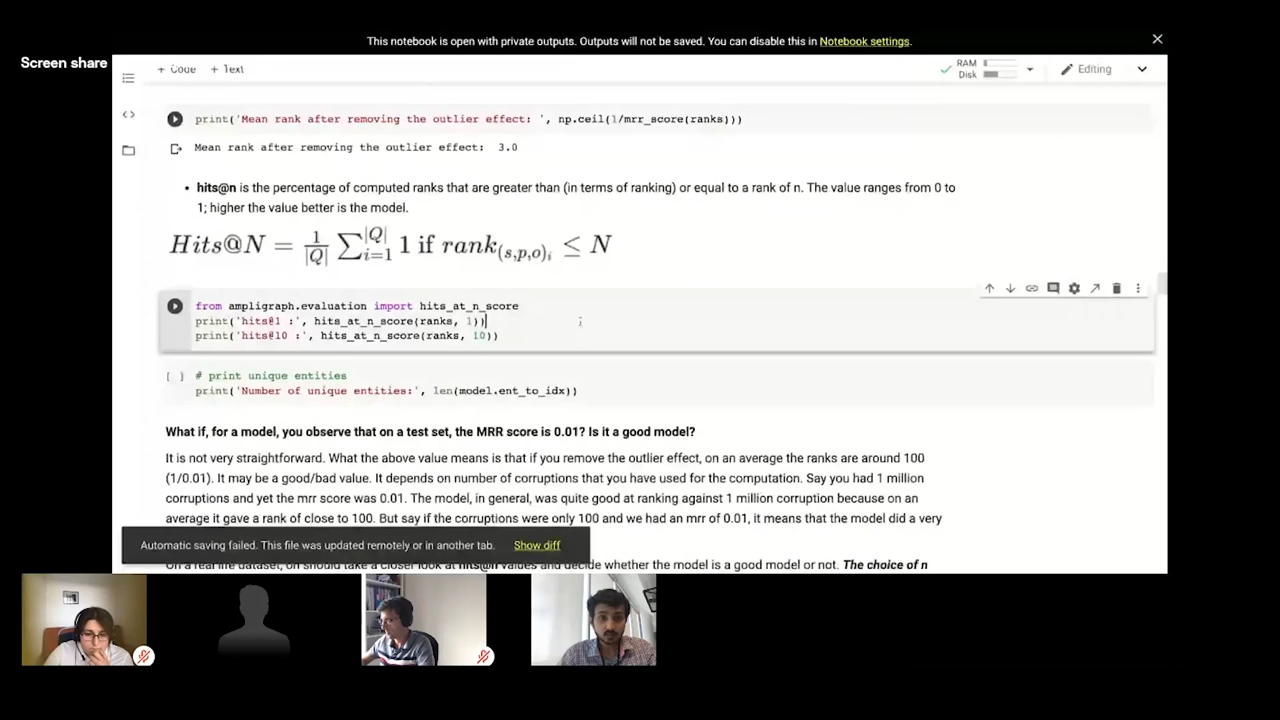 This notebook is open with private outputs. Outputs will not be saved. You can disable this in Notebook settings.
Screen share
+ Code + Text
RAM
Disk
Editing
print('Mean rank after removing the outlier effect: ', np.ceil(1/mrr_score(ranks)))
Mean rank after removing the outlier effect:  3.0
• hits@n is the percentage of computed ranks that are greater than (in terms of ranking) or equal to a rank of n. The value ranges from 0 to
1; higher the value better is the model.
Hits@N = \frac{1}{|Q|} \sum_{i=1}^{|Q|} 1 if rank_{(s,p,o)_i} ≤ N
from ampligraph.evaluation import hits_at_n_score
print('hits@1 :', hits_at_n_score(ranks, 1))
print('hits@10 :', hits_at_n_score(ranks, 10))
[ ] # print unique entities
print('Number of unique entities:', len(model.ent_to_idx))
What if, for a model, you observe that on a test set, the MRR score is 0.01? Is it a good model?
It is not very straightforward. What the above value means is that if you remove the outlier effect, on an average the ranks are around 100
(1/0.01). It may be a good/bad value. It depends on number of corruptions that you have used for the computation. Say you had 1 million
corruptions and yet the mrr score was 0.01. The model, in general, was quite good at ranking against 1 million corruption because on an
average it gave a rank of close to 100. But say if the corruptions were only 100 and we had an mrr of 0.01, it means that the model did a very
Automatic saving failed. This file was updated remotely or in another tab. Show diff
On a real life dataset, on should take a closer look at hits@n values and decide whether the model is a good model or not. The choice of n